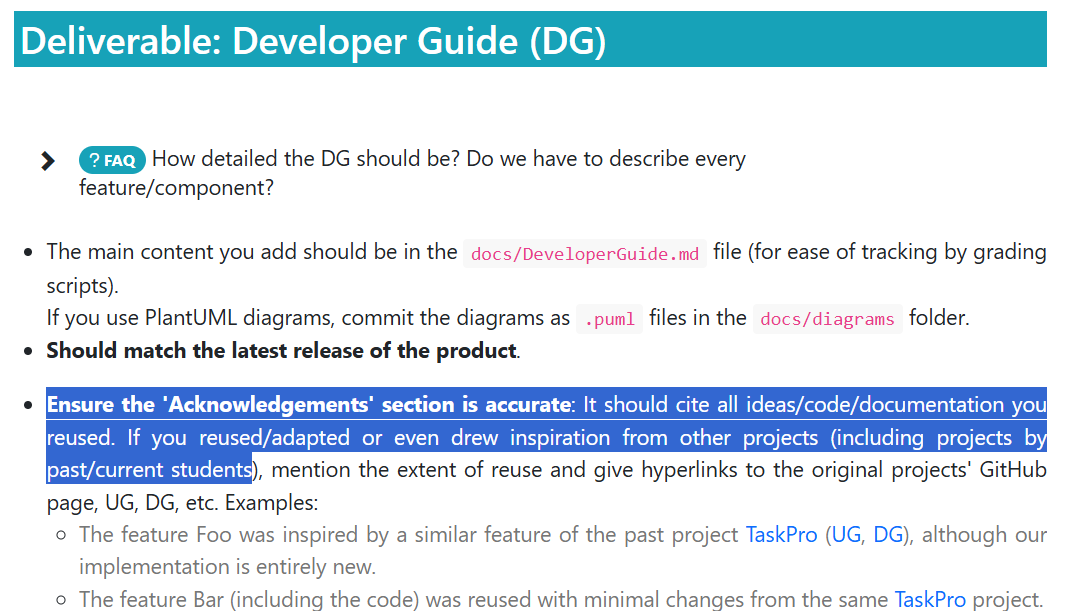 Deliverable: Developer Guide (DG)
? FAQ How detailed the DG should be? Do we have to describe every
feature/component?
The main content you add should be in the docs/DeveloperGuide.md file (for ease of tracking by grading
scripts).
If you use PlantUML diagrams, commit the diagrams as .puml files in the docs/diagrams folder.
Should match the latest release of the product.
Ensure the 'Acknowledgements' section is accurate: It should cite all ideas/code/documentation you
reused. If you reused/adapted or even drew inspiration from other projects (including projects by
past/current students), mention the extent of reuse and give hyperlinks to the original projects' GitHub
page, UG, DG, etc. Examples:
The feature Foo was inspired by a similar feature of the past project TaskPro (UG, DG), although our
implementation is entirely new.
The feature Bar (including the code) was reused with minimal changes from the same TaskPro project.